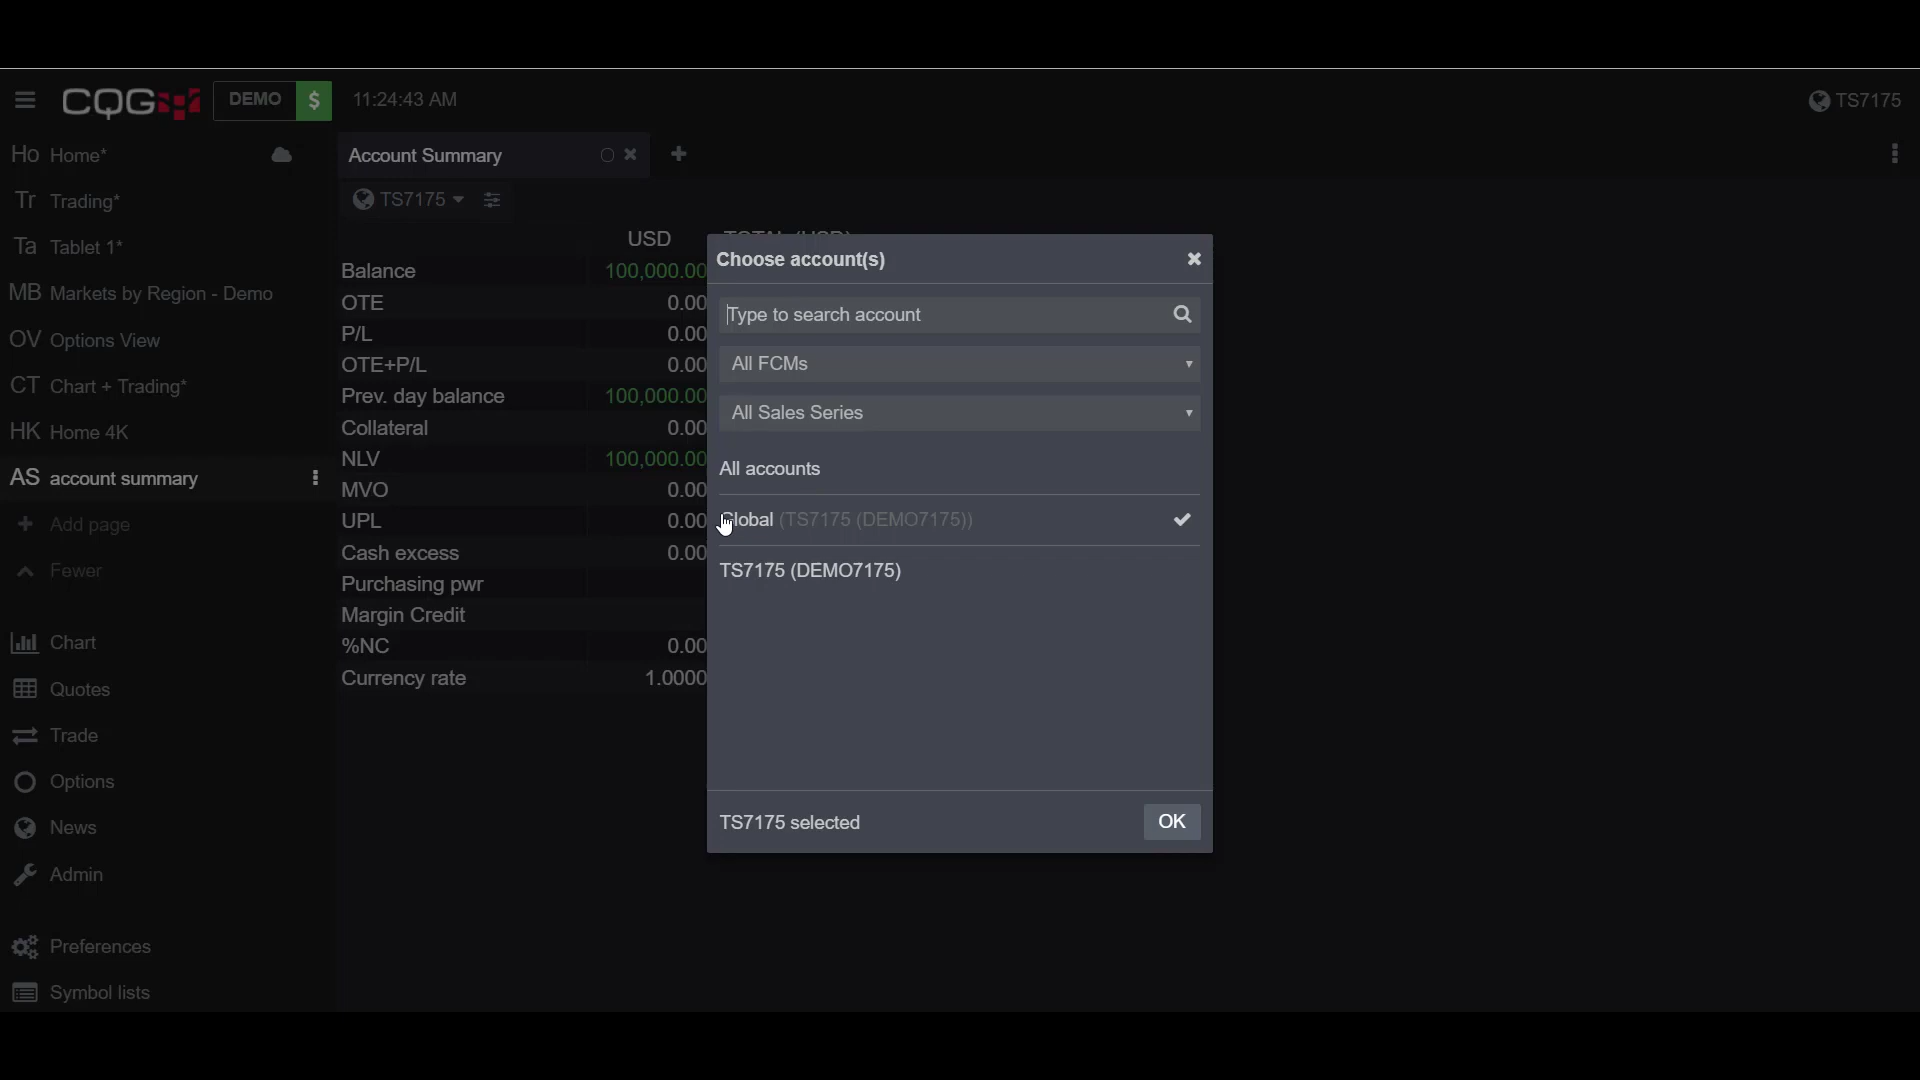 CQG DEMO $ 11:24:43 AM TS7175
Ho Home*
Tr Trading*
Ta Tablet 1*
MB Markets by Region - Demo
OV Options View
CT Chart + Trading*
HK Home 4K
AS account summary
Add page
Fewer
Chart
Quotes
Trade
Options
News
Admin
Preferences
Symbol lists
Account Summary
TS7175
USD TOTAL (USD)
Balance 100,000.00
OTE 0.00
P/L 0.00
OTE+P/L 0.00
Prev. day balance 100,000.00
Collateral 0.00
NLV 100,000.00
MVO 0.00
UPL 0.00
Cash excess 0.00
Purchasing pwr
Margin Credit
%NC 0.00
Currency rate 1.0000
Choose account(s)
Type to search account
All FCMs
All Sales Series
All accounts
Global (TS7175 (DEMO7175))
TS7175 (DEMO7175)
TS7175 selected OK